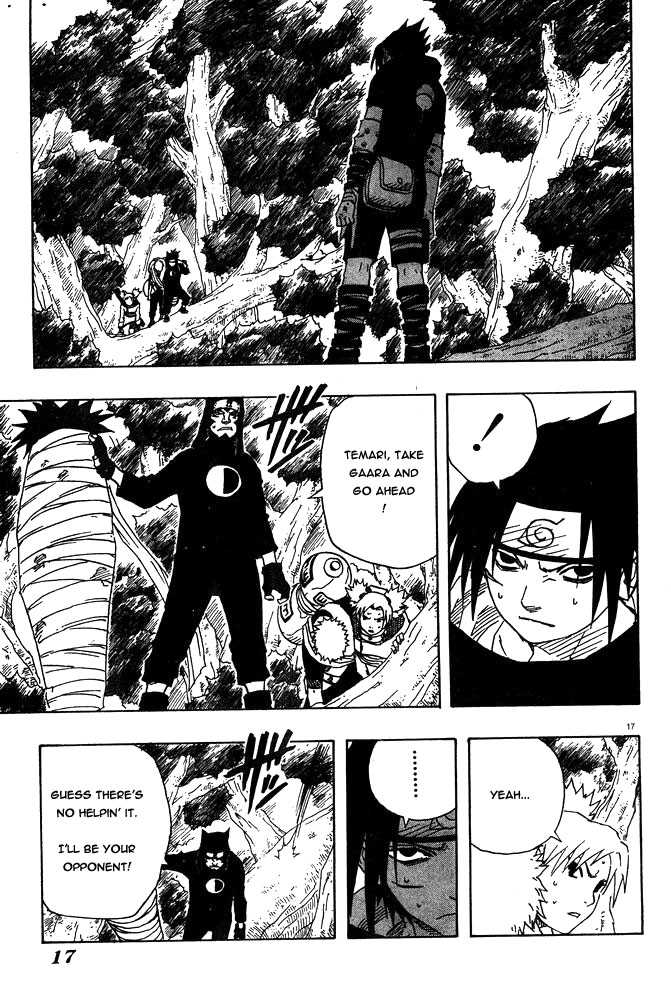 !
TEMARI, TAKE
GAARA AND
GO AHEAD
!
17
YEAH...
..........
GUESS THERE'S
NO HELPIN' IT.
I'LL BE YOUR
OPPONENT!
17